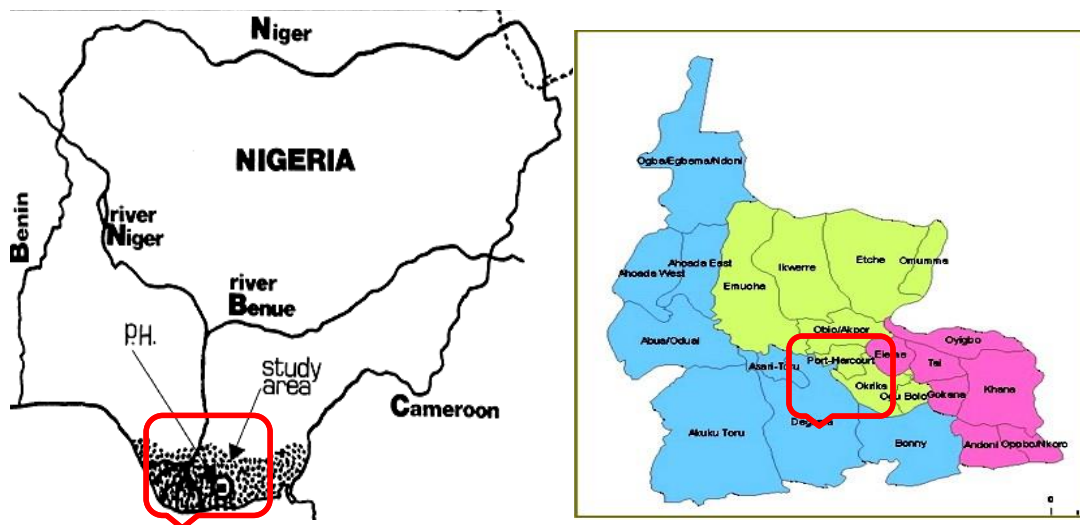 Niger
NIGERIA
Benin
river
Niger
river
Benue
P.H.
study
area
Cameroon
Ogba/Egbema/Ndoni
Ahoada East
Ahoada West
Emuoha
Ikwerre
Etche
Omumma
Abua/Odual
Obio/Akpor
Oyigbo
Port-Harcourt
Eleme
Tai
Asari-Toru
Okrika
Ogu Bolo
Gokana
Khana
Akuku Toru
Degema
Bonny
Andoni
Opobo/Nkoro
0